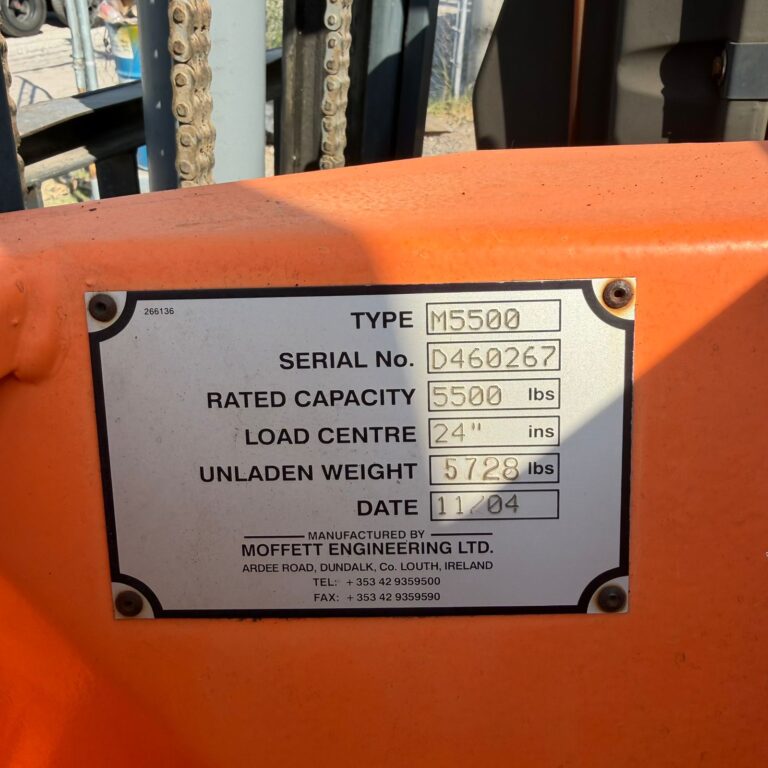 266136
TYPE M5500
SERIAL No. D460267
RATED CAPACITY 5500 lbs
LOAD CENTRE 24" ins
UNLADEN WEIGHT 5728 lbs
DATE 11/04
MANUFACTURED BY
MOFFETT ENGINEERING LTD.
ARDEE ROAD, DUNDALK, Co. LOUTH, IRELAND
TEL: + 353 42 9359500
FAX: + 353 42 9359590